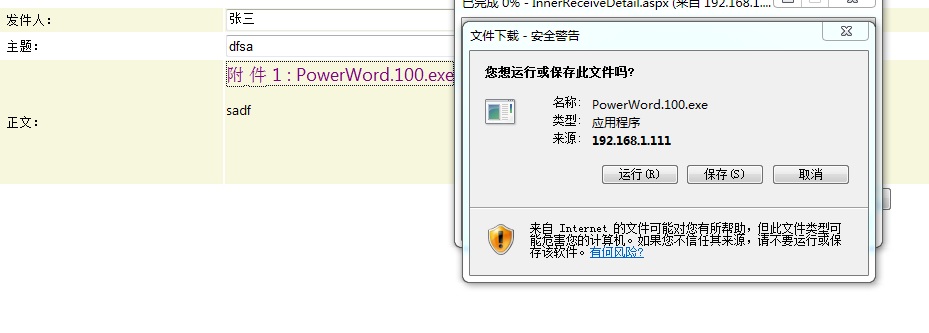 已完成 0% - InnerReceiveDetail.aspx (来自 192.168.1....
发件人： 张三
主题： dfsa
附 件 1 : PowerWord.100.exe
正文： sadf
文件下载 - 安全警告
您想运行或保存此文件吗?
名称： PowerWord.100.exe
类型： 应用程序
来源： 192.168.1.111
运行(R) 保存(S) 取消
来自 Internet 的文件可能对您有所帮助，但此文件类型可
能危害您的计算机。如果您不信任其来源，请不要运行或保
存该软件。有何风险?